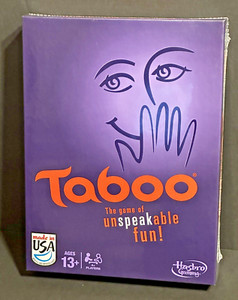 Taboo
The game of
unspeakable
fun!
made in
USA
AGES
13+
4+
PLAYERS
Hasbro
Gaming